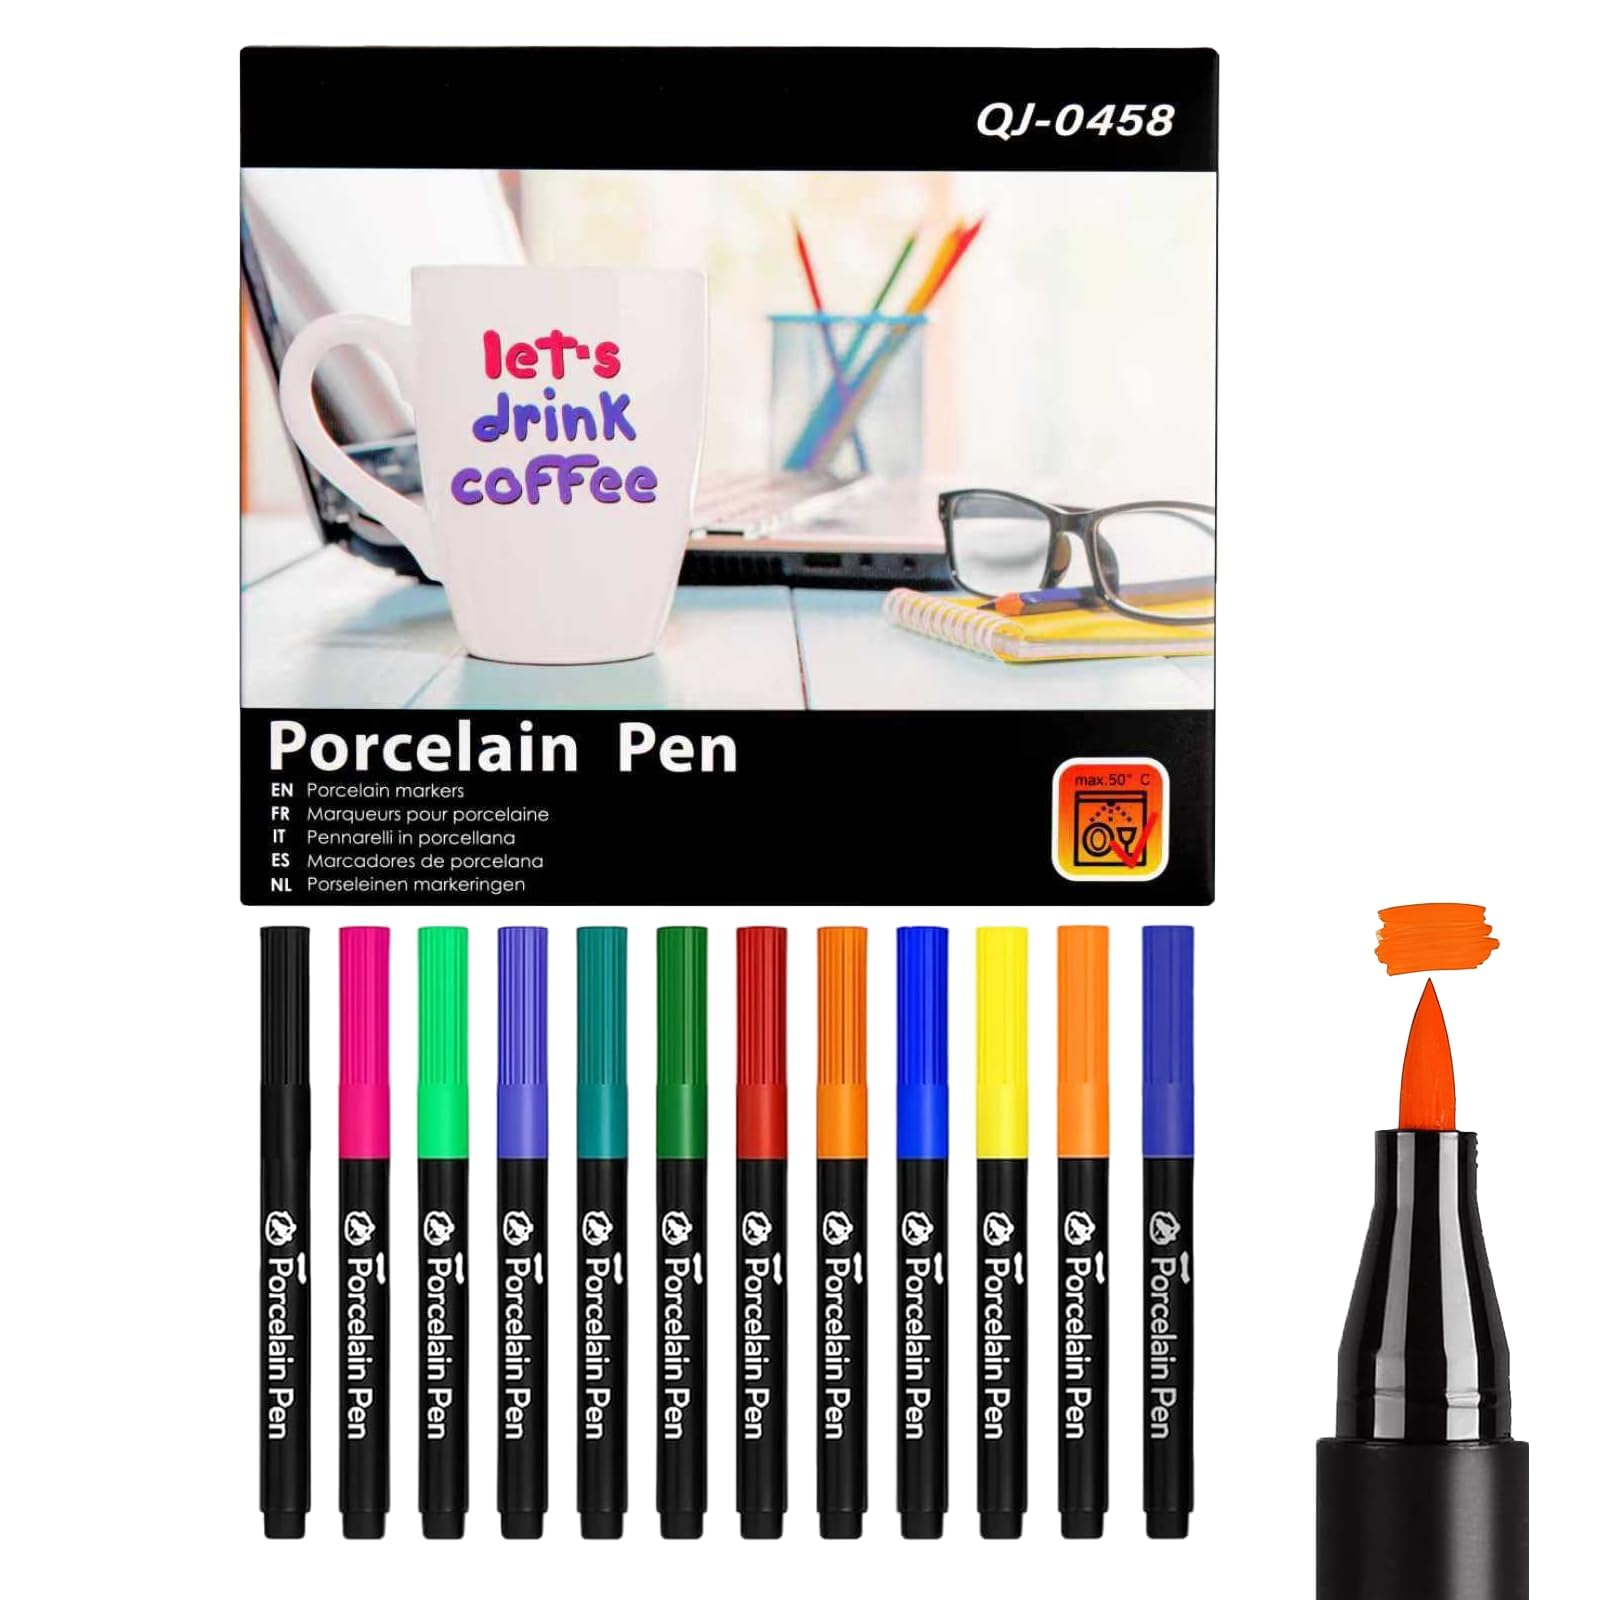 QJ-0458
let's
drink
coffee
Porcelain Pen
EN Porcelain markers
FR Marqueurs pour porcelaine
IT Pennarelli in porcellana
ES Marcadores de porcelana
NL Porseleinen markeringen
max.50° C
Porcelain Pen
Porcelain Pen
Porcelain Pen
Porcelain Pen
Porcelain Pen
Porcelain Pen
Porcelain Pen
Porcelain Pen
Porcelain Pen
Porcelain Pen
Porcelain Pen
Porcelain Pen